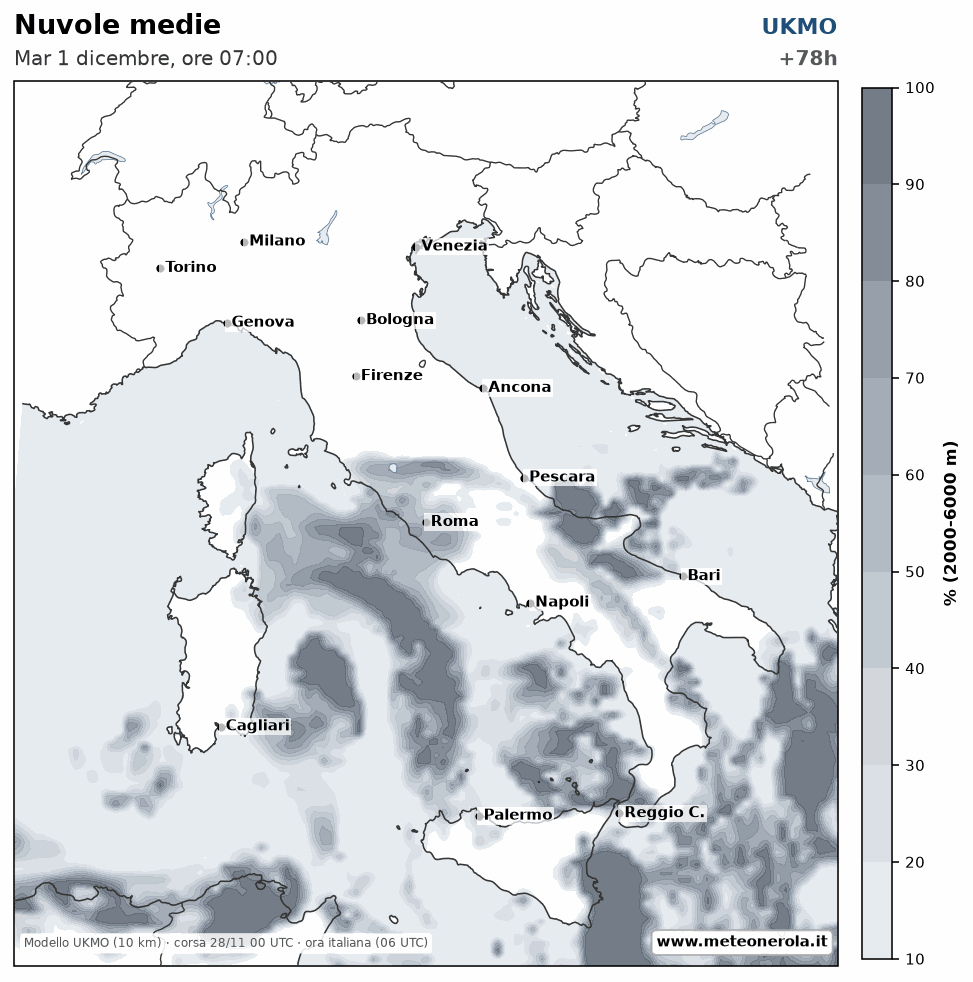 Nuvole medie
UKMO
Mar 1 dicembre, ore 07:00
+78h
100
90
80
70
60
50
40
30
20
10
% (2000-6000 m)
Milano
Venezia
Torino
Genova
Bologna
Firenze
Ancona
Pescara
Roma
Bari
Napoli
Cagliari
Palermo
Reggio C.
Modello UKMO (10 km) · corsa 28/11 00 UTC · ora italiana (06 UTC)
www.meteonerola.it